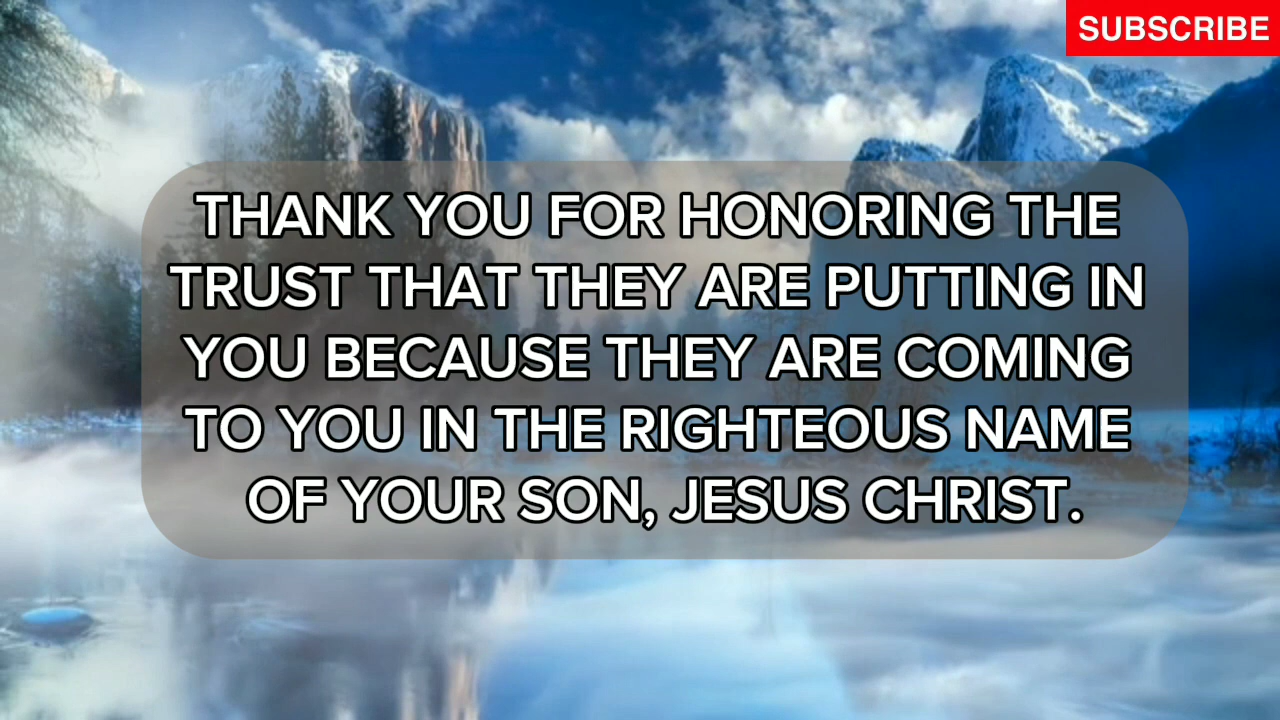 SUBSCRIBE
THANK YOU FOR HONORING THE
TRUST THAT THEY ARE PUTTING IN
YOU BECAUSE THEY ARE COMING
TO YOU IN THE RIGHTEOUS NAME
OF YOUR SON, JESUS CHRIST.